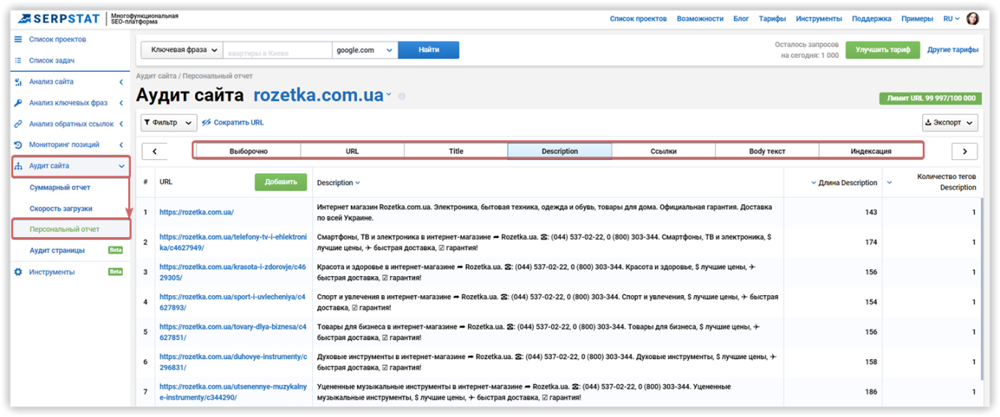 SERPSTAT
Многофункциональная
SEO-платформа
Список проектов Возможности Блог Тарифы Инструменты Поддержка Примеры RU
Список проектов
Список задач
Анализ сайта
Анализ ключевых фраз
Анализ обратных ссылок
Мониторинг позиций
Аудит сайта
Суммарный отчет
Скорость загрузки
Персональный отчет
Аудит страницы Beta
Инструменты Beta
Ключевая фраза квартиры в Киеве google.com Найти
Осталось запросов
на сегодня: 1 000
Улучшить тариф Другие тарифы
Аудит сайта / Персональный отчет
Аудит сайта rozetka.com.ua
Лимит URL 99 997/100 000
Фильтр Сократить URL Экспорт
Выборочно URL Title Description Ссылки Body текст Индексация
# URL Добавить Description Длина Description Количество тегов
Description
1 https://rozetka.com.ua/ Интернет магазин Rozetka.com.ua. Электроника, бытовая техника, одежда и обувь, товары для дома. Официальная гарантия. Доставка
по всей Украине. 143 1
2 https://rozetka.com.ua/telefony-tv-i-ehlektroni Смартфоны, ТВ и электроника в интернет-магазине ➦ Rozetka.ua. ☎: (044) 537-02-22, 0 (800) 303-344. Смартфоны, ТВ и электроника, $
ka/c4627949/ лучшие цены, ✈ быстрая доставка, ☑ гарантия! 174 1
3 https://rozetka.com.ua/krasota-i-zdorovje/c46 Красота и здоровье в интернет-магазине ➦ Rozetka.ua. ☎: (044) 537-02-22, 0 (800) 303-344. Красота и здоровье, $ лучшие цены, ✈
29305/ быстрая доставка, ☑ гарантия! 156 1
4 https://rozetka.com.ua/sport-i-uvlecheniya/c4 Спорт и увлечения в интернет-магазине ➦ Rozetka.ua. ☎: (044) 537-02-22, 0 (800) 303-344. Спорт и увлечения, $ лучшие цены, ✈ быстрая
627893/ доставка, ☑ гарантия! 154 1
5 https://rozetka.com.ua/tovary-dlya-biznesa/c4 Товары для бизнеса в интернет-магазине ➦ Rozetka.ua. ☎: (044) 537-02-22, 0 (800) 303-344. Товары для бизнеса, $ лучшие цены, ✈
627851/ быстрая доставка, ☑ гарантия! 156 1
6 https://rozetka.com.ua/duhovye-instrumenty/c Духовые инструменты в интернет-магазине ➦ Rozetka.ua. ☎: (044) 537-02-22, 0 (800) 303-344. Духовые инструменты, $ лучшие цены, ✈
296831/ быстрая доставка, ☑ гарантия! 158 1
7 https://rozetka.com.ua/utsenennye-muzykalny Уцененные музыкальные инструменты в интернет-магазине ➦ Rozetka.ua. ☎: (044) 537-02-22, 0 (800) 303-344. Уцененные
e-instrumenty/c344290/ музыкальные инструменты, $ лучшие цены, ✈ быстрая доставка, ☑ гарантия! 186 1